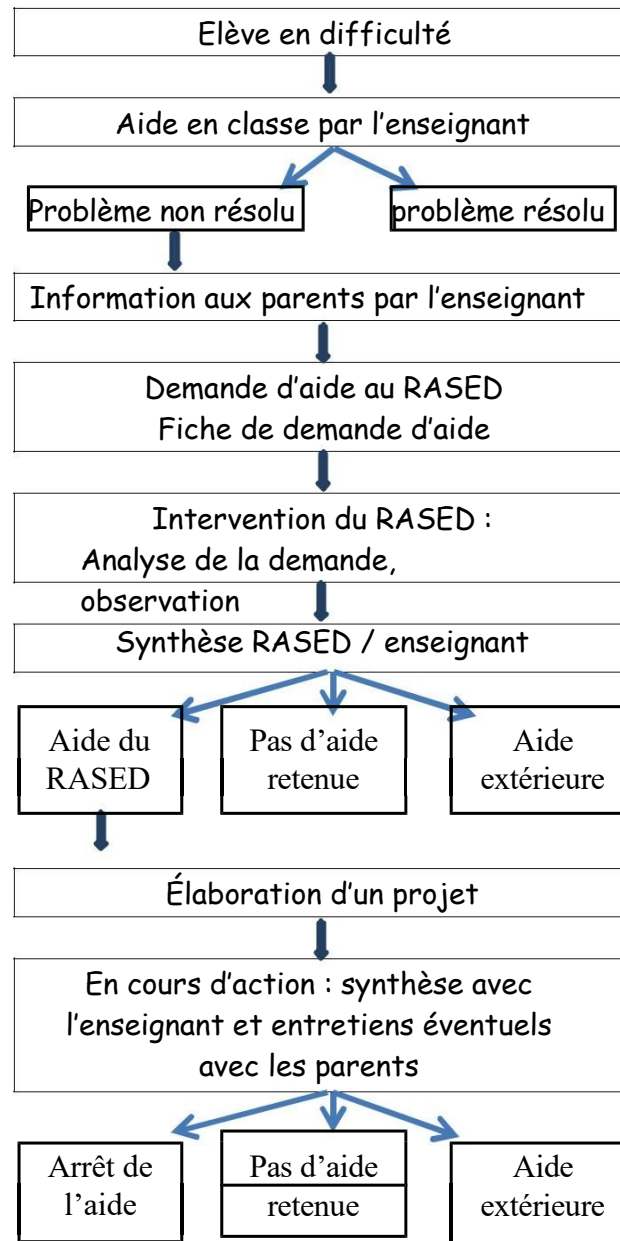 Elève en difficulté
Aide en classe par l'enseignant
Problème non résolu
problème résolu
Information aux parents par l'enseignant
Demande d'aide au RASED
Fiche de demande d'aide
Intervention du RASED :
Analyse de la demande,
observation
Synthèse RASED / enseignant
Aide du
RASED
Pas d'aide
retenue
Aide
extérieure
Élaboration d'un projet
En cours d'action : synthèse avec
l'enseignant et entretiens éventuels
avec les parents
Arrêt de
l'aide
Pas d'aide
retenue
Aide
extérieure